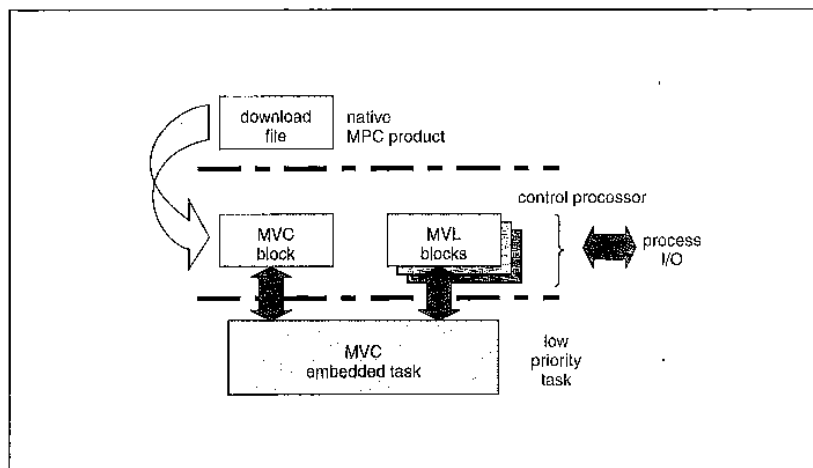 download
file
native
MPC product
control processor
MVC
block
MVL
blocks
process
I/O
MVC
embedded task
low
priority
task